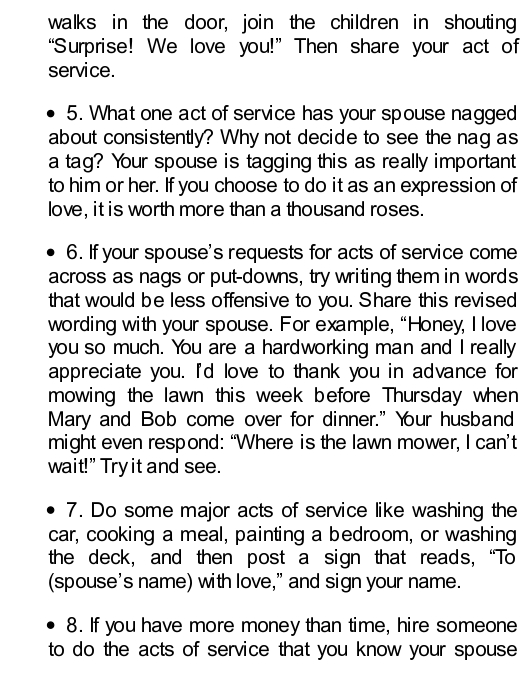 walks in the door, join the children in shouting
“Surprise! We love you!” Then share your act of
service.
• 5. What one act of service has your spouse nagged
about consistently? Why not decide to see the nag as
a tag? Your spouse is tagging this as really important
to him or her. If you choose to do it as an expression of
love, it is worth more than a thousand roses.
• 6. If your spouse’s requests for acts of service come
across as nags or put-downs, try writing them in words
that would be less offensive to you. Share this revised
wording with your spouse. For example, “Honey, I love
you so much. You are a hardworking man and I really
appreciate you. I’d love to thank you in advance for
mowing the lawn this week before Thursday when
Mary and Bob come over for dinner.” Your husband
might even respond: “Where is the lawn mower, I can’t
wait!” Try it and see.
• 7. Do some major acts of service like washing the
car, cooking a meal, painting a bedroom, or washing
the deck, and then post a sign that reads, “To
(spouse’s name) with love,” and sign your name.
• 8. If you have more money than time, hire someone
to do the acts of service that you know your spouse